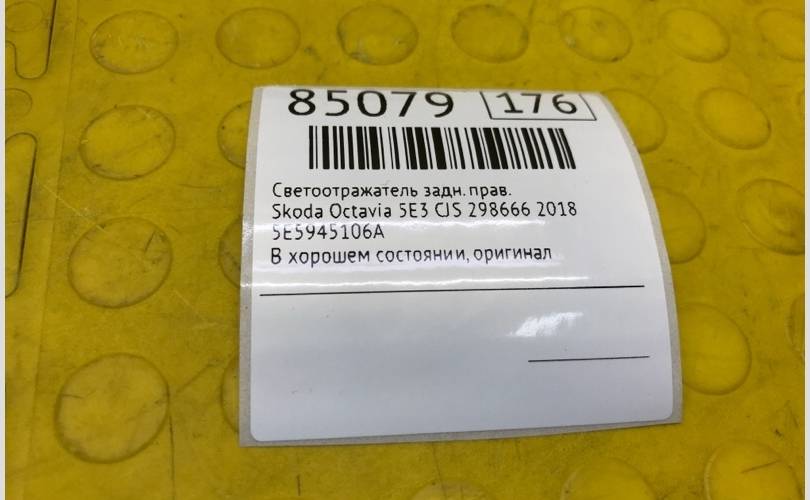 85079 176
Светоотражатель задн. прав.
Skoda Octavia 5E3 CJS 298666 2018
5E5945106A
В хорошем состоянии, оригинал